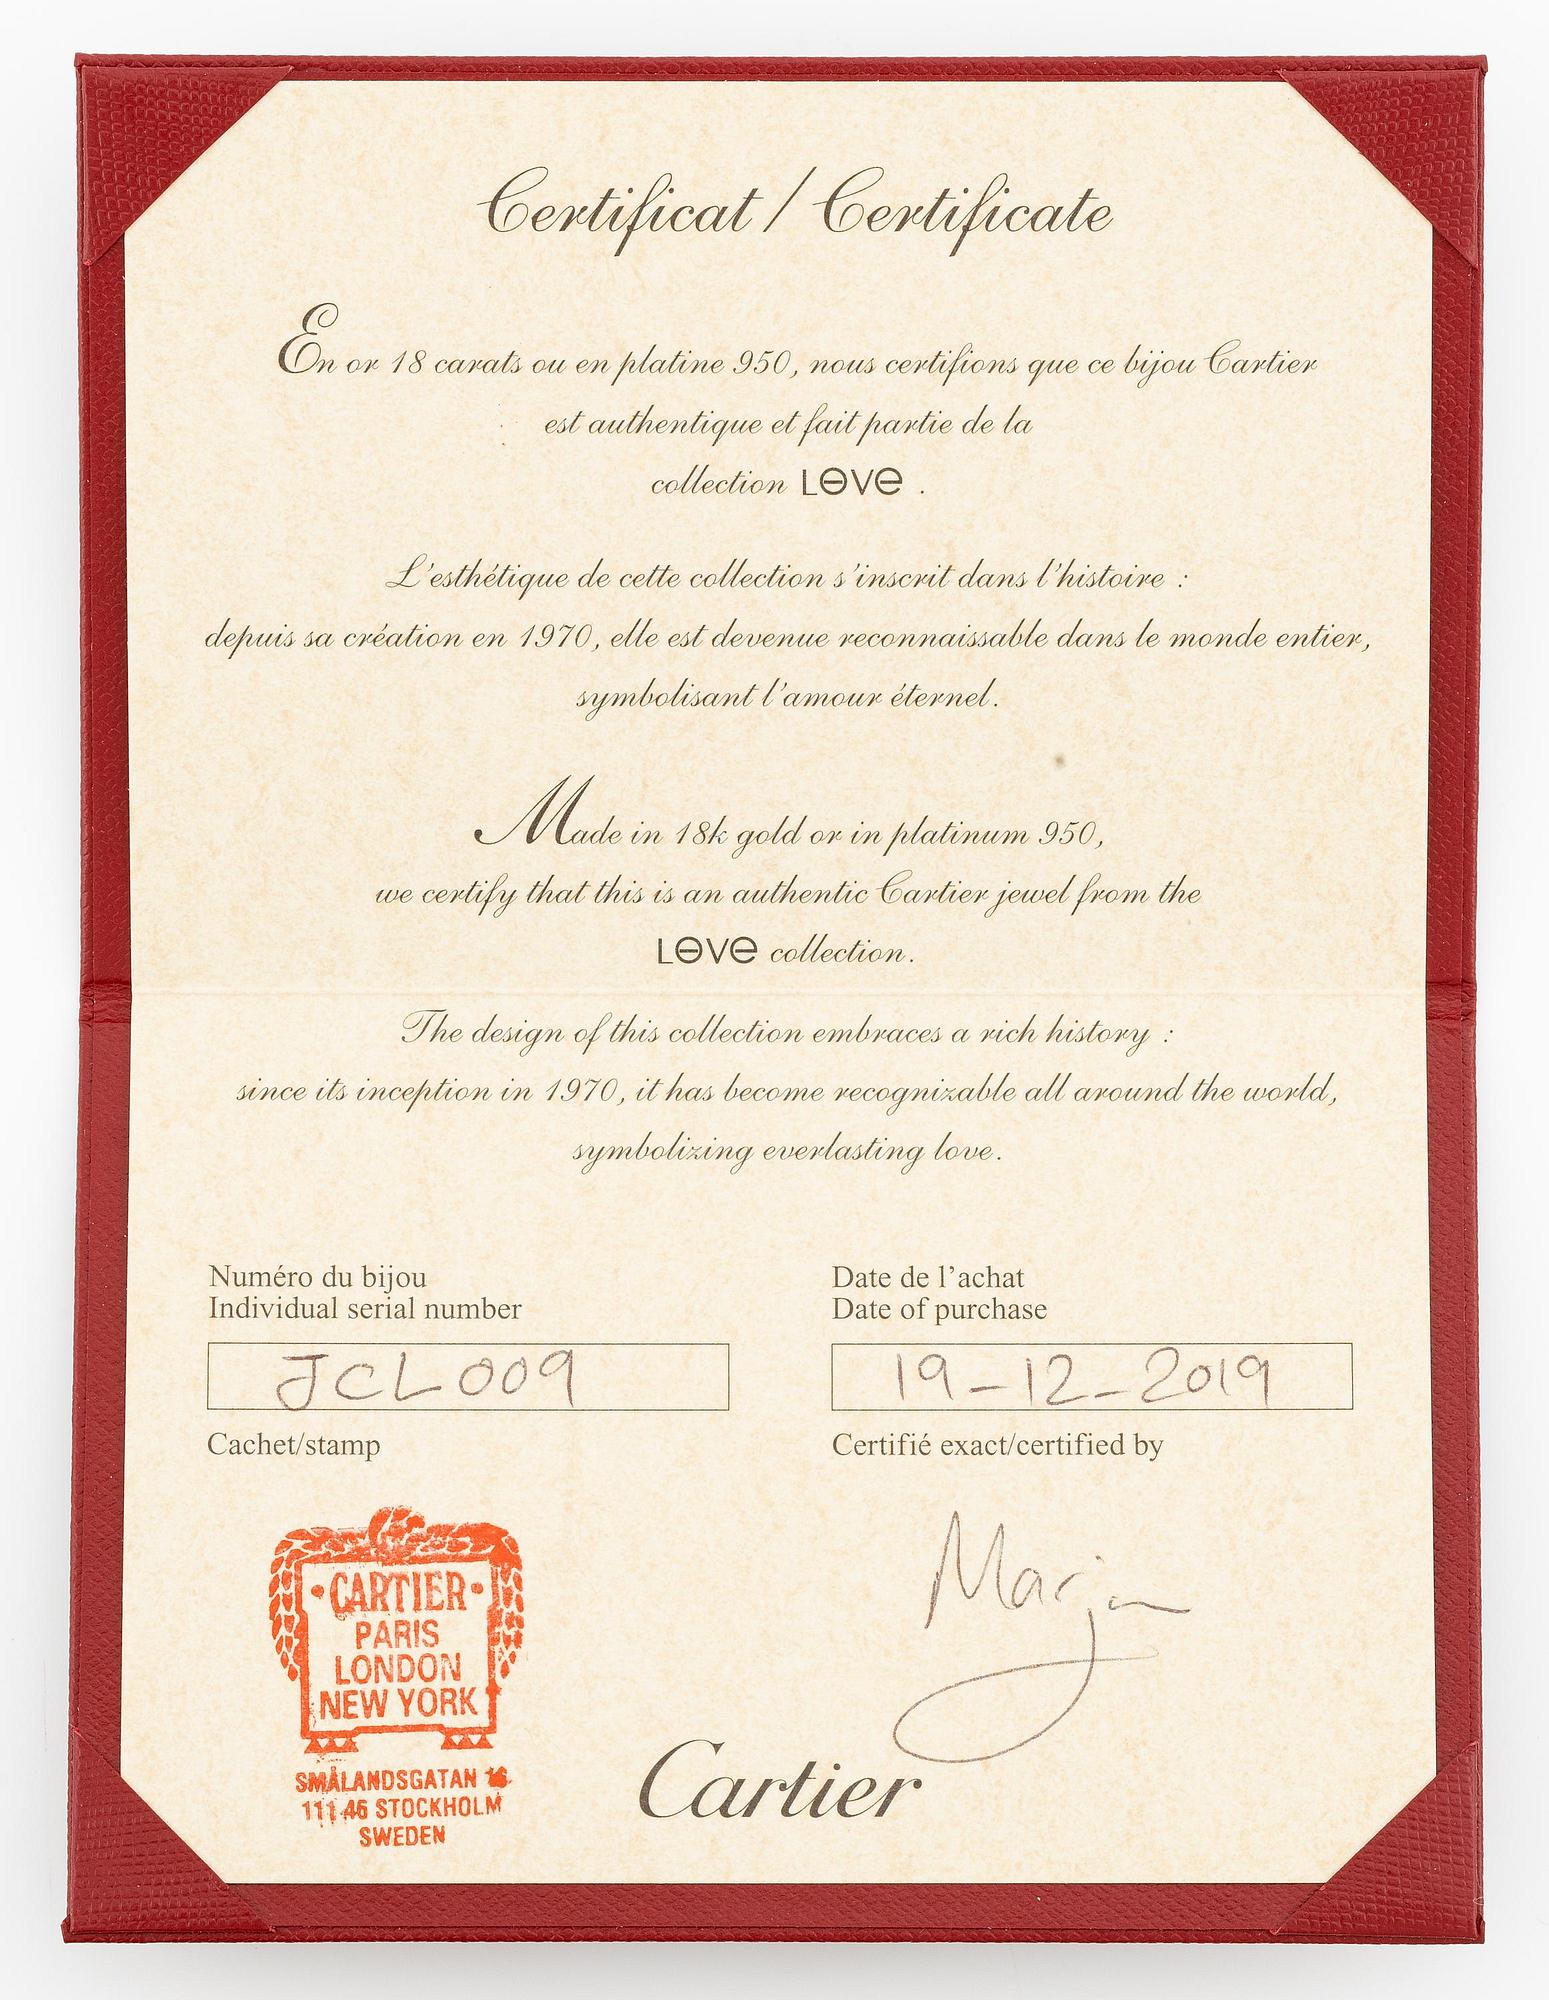 Certificat / Certificate
En or 18 carats ou en platine 950, nous certifions que ce bijou Cartier
est authentique et fait partie de la
collection LOVE .
L'esthétique de cette collection s'inscrit dans l'histoire :
depuis sa création en 1970, elle est devenue reconnaissable dans le monde entier,
symbolisant l'amour éternel.
Made in 18k gold or in platinum 950,
we certify that this is an authentic Cartier jewel from the
LOVE collection.
The design of this collection embraces a rich history :
since its inception in 1970, it has become recognizable all around the world,
symbolizing everlasting love.
Numéro du bijou
Individual serial number
JCL009
Date de l'achat
Date of purchase
19-12-2019
Cachet/stamp
Certifié exact/certified by
·CARTIER·
PARIS
LONDON
NEW YORK
SMÅLANDSGATAN
111 46 STOCKHOLM
SWEDEN
Cartier